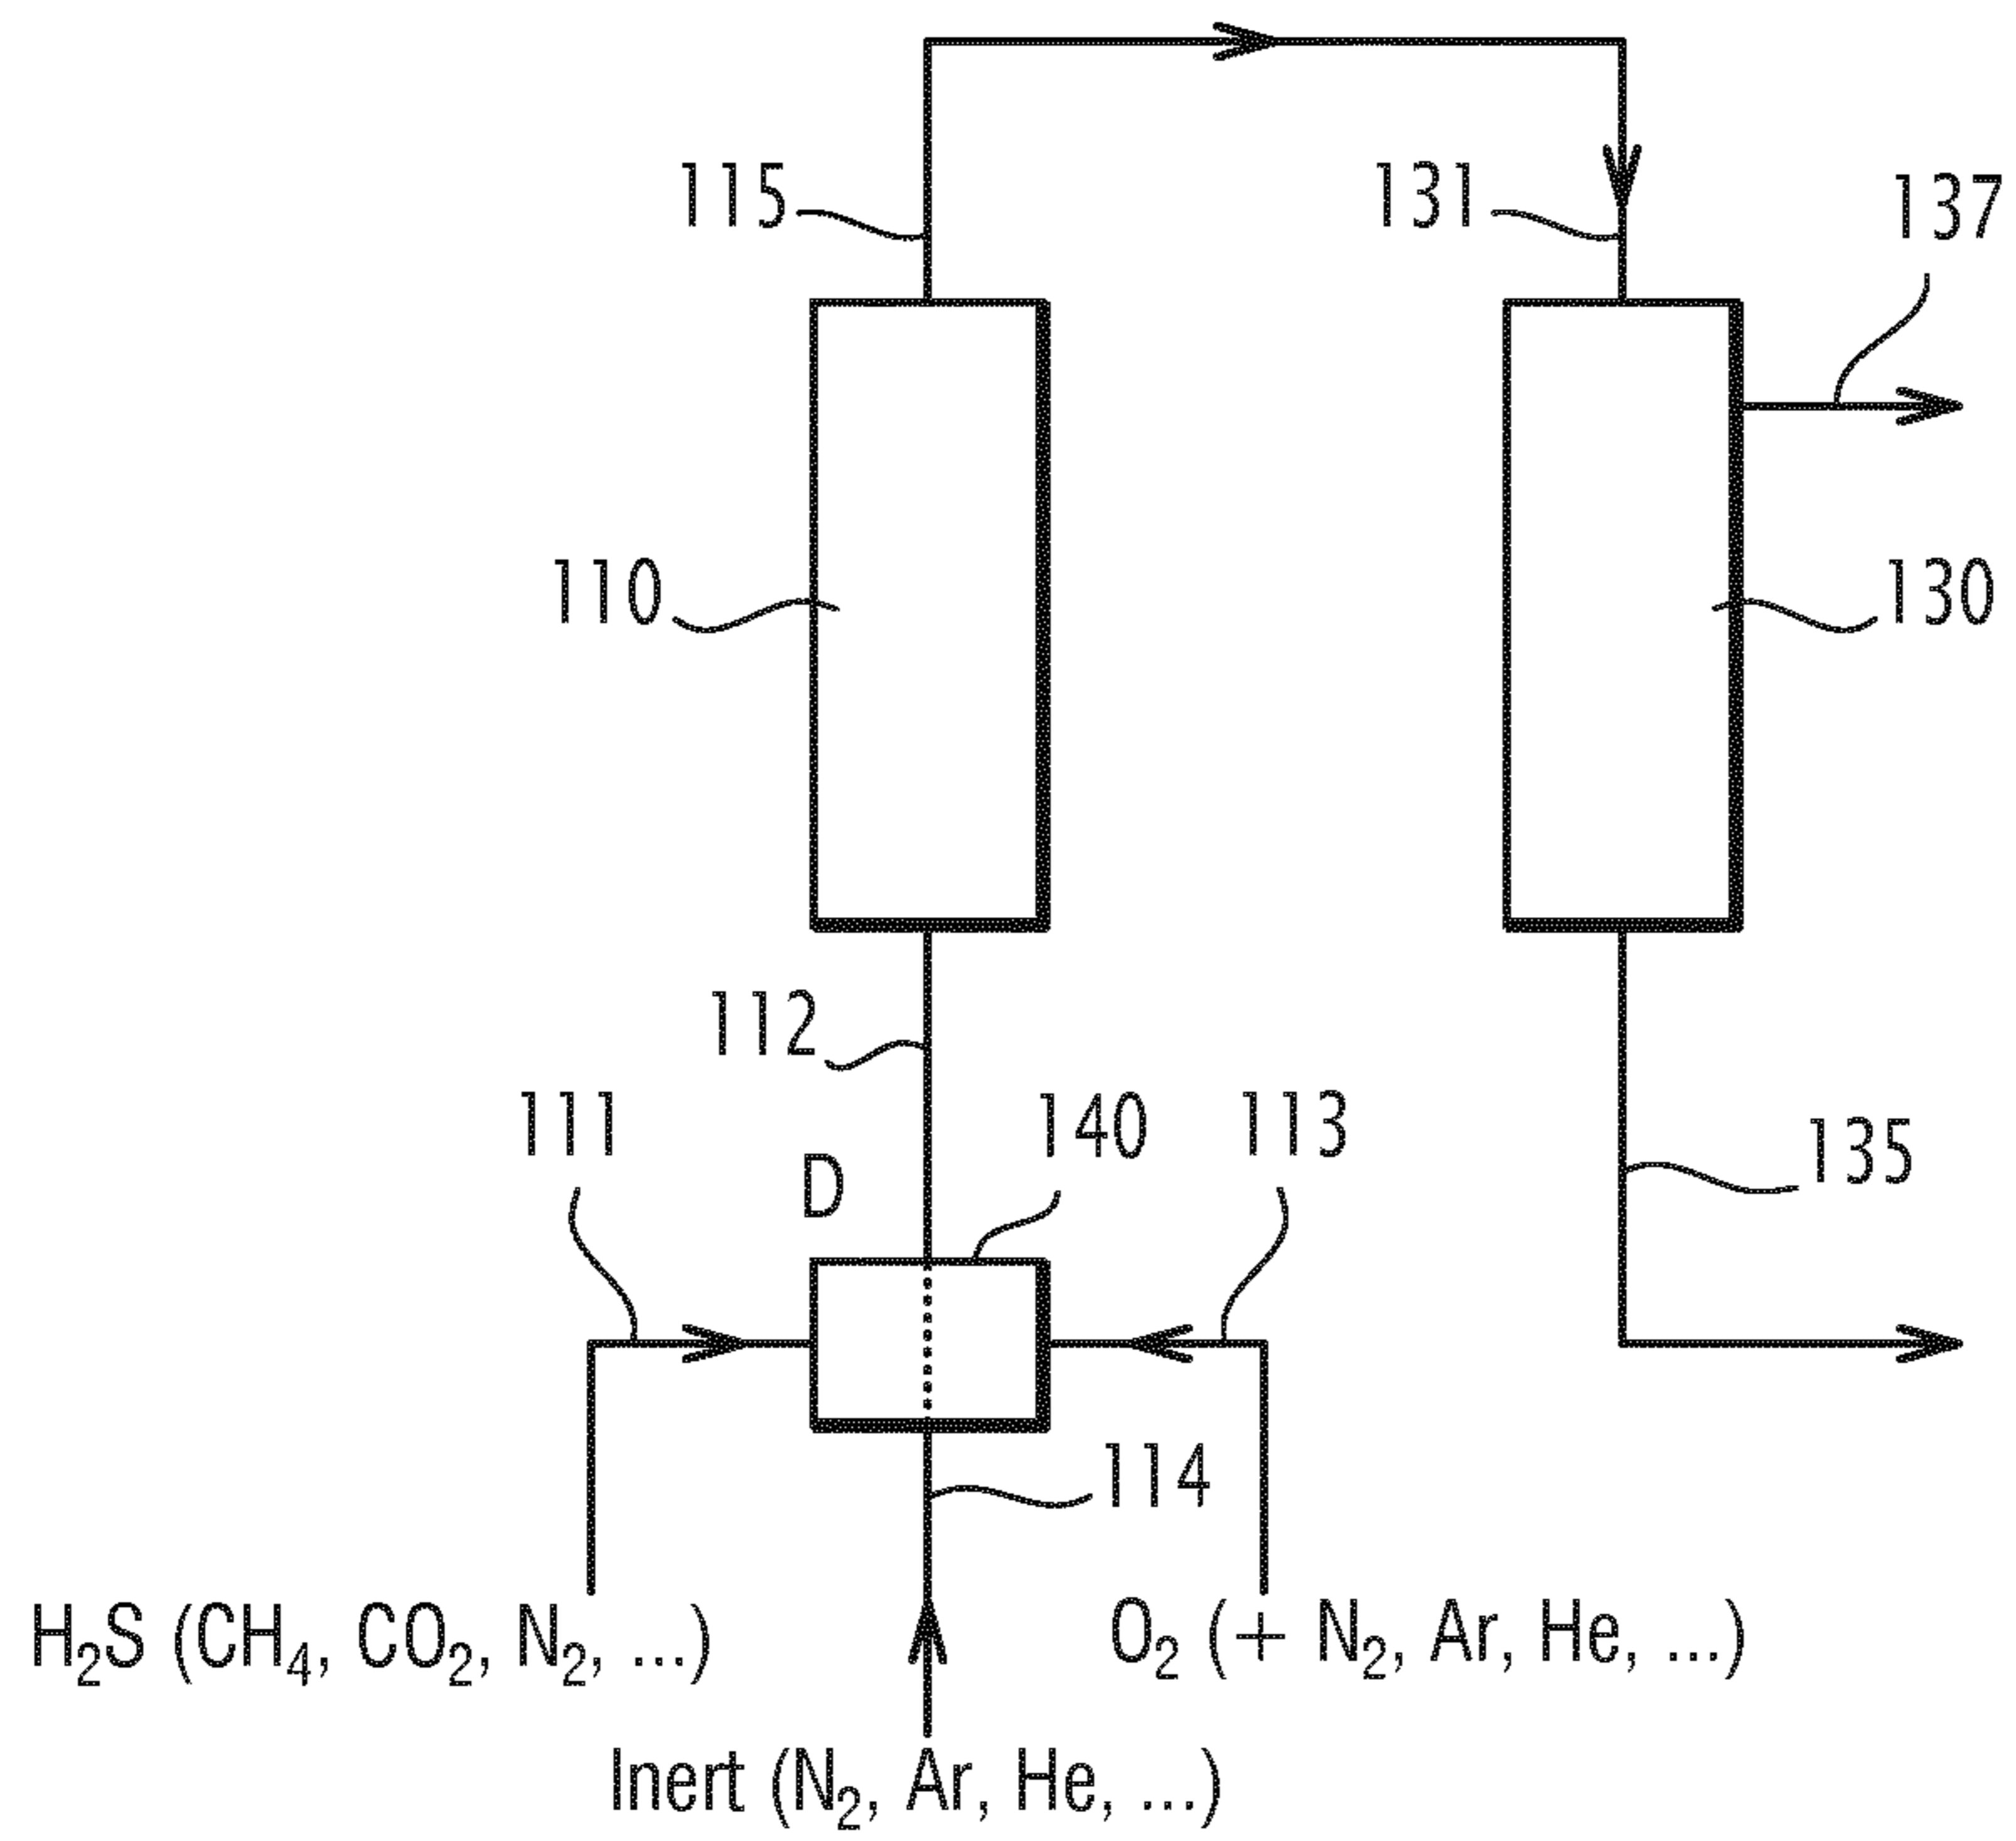 115
131
137
110
130
112
111
140
113
D
135
114
H₂S (CH₄, CO₂, N₂, ...)
O₂ (+ N₂, Ar, He, ...)
Inert (N₂, Ar, He, ...)